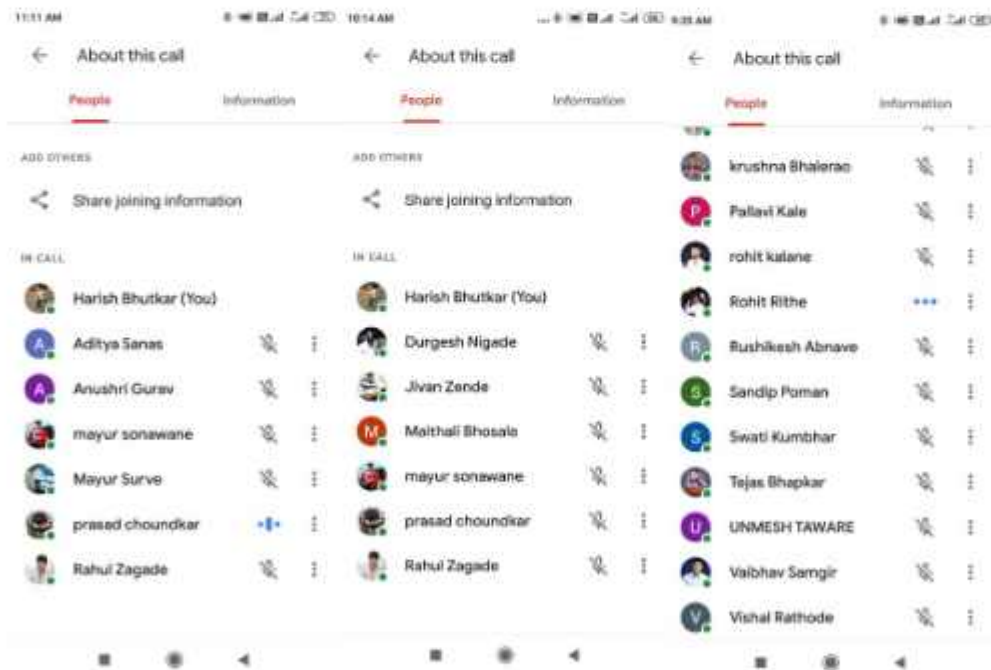 11:11 AM
About this call
People Information
ADD OTHERS
Share joining information
IN CALL
Harish Bhutkar (You)
A Aditya Sanas
A Anushri Gurav
mayur sonawane
Mayur Surve
prasad choundkar
Rahul Zagade
10:14 AM
About this call
People Information
ADD OTHERS
Share joining information
IN CALL
Harish Bhutkar (You)
Durgesh Nigade
Jivan Zende
M Maithali Bhosale
mayur sonawane
prasad choundkar
Rahul Zagade
About this call
People Information
krushna Bhalerao
P Pallavi Kale
rohit kalane
Rohit Rithe
R Rushikesh Abnave
S Sandip Poman
S Swati Kumbhar
Tejas Bhapkar
U UNMESH TAWARE
Vaibhav Samgir
V Vishal Rathode